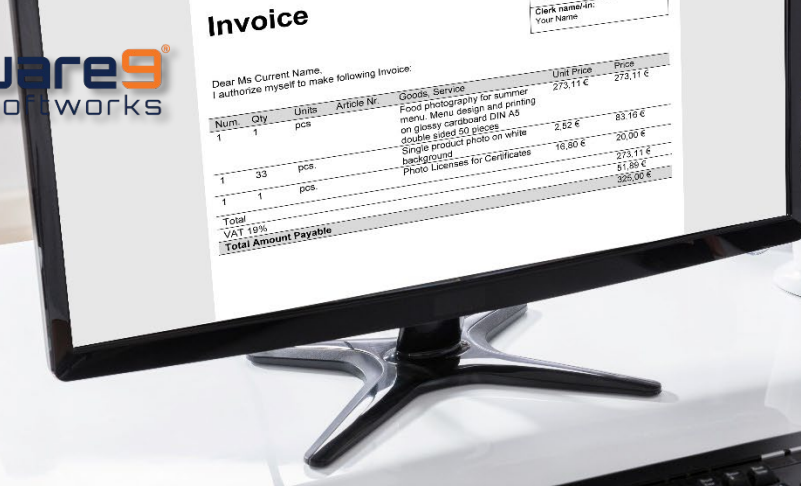 Invoice
Clerk name/-in:
Your Name
uare9®
oftworks
Dear Ms Current Name,
I authorize myself to make following Invoice:
Num. Qty Units Article Nr. Goods, Service Unit Price Price
1 1 pcs Food photography for summer 273,11 € 273,11 €
menu. Menu design and printing
on glossy cardboard DIN A5
double sided 50 pieces
1 33 pcs. Single product photo on white 2,52 € 83,16 €
background
1 1 pcs. Photo Licenses for Certificates 16,80 € 20,00 €
Total 273,11 €
VAT 19% 51,89 €
Total Amount Payable 325,00 €